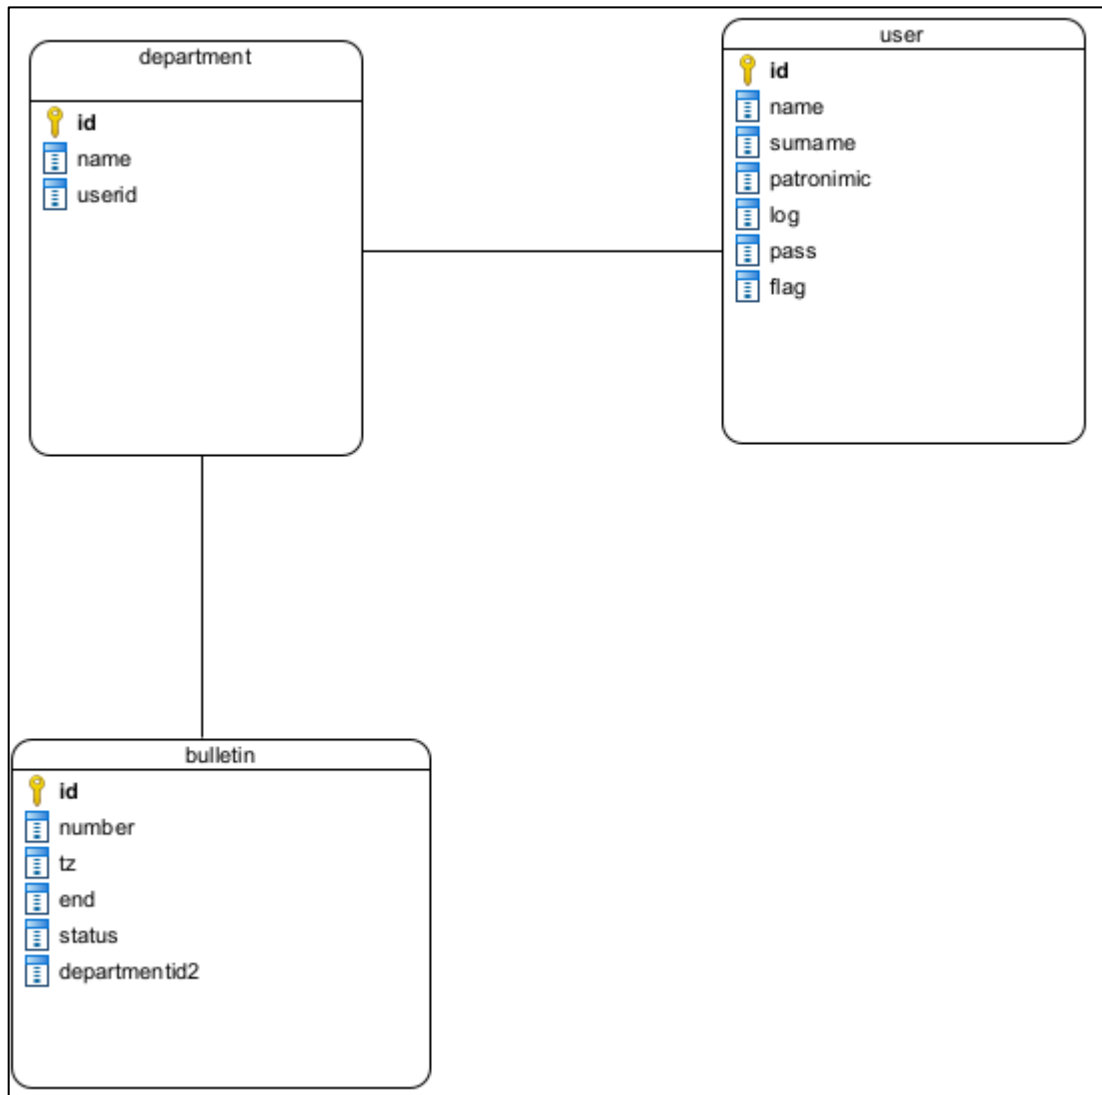 department
id
name
userid
user
id
name
surname
patronimic
log
pass
flag
bulletin
id
number
tz
end
status
departmentid2